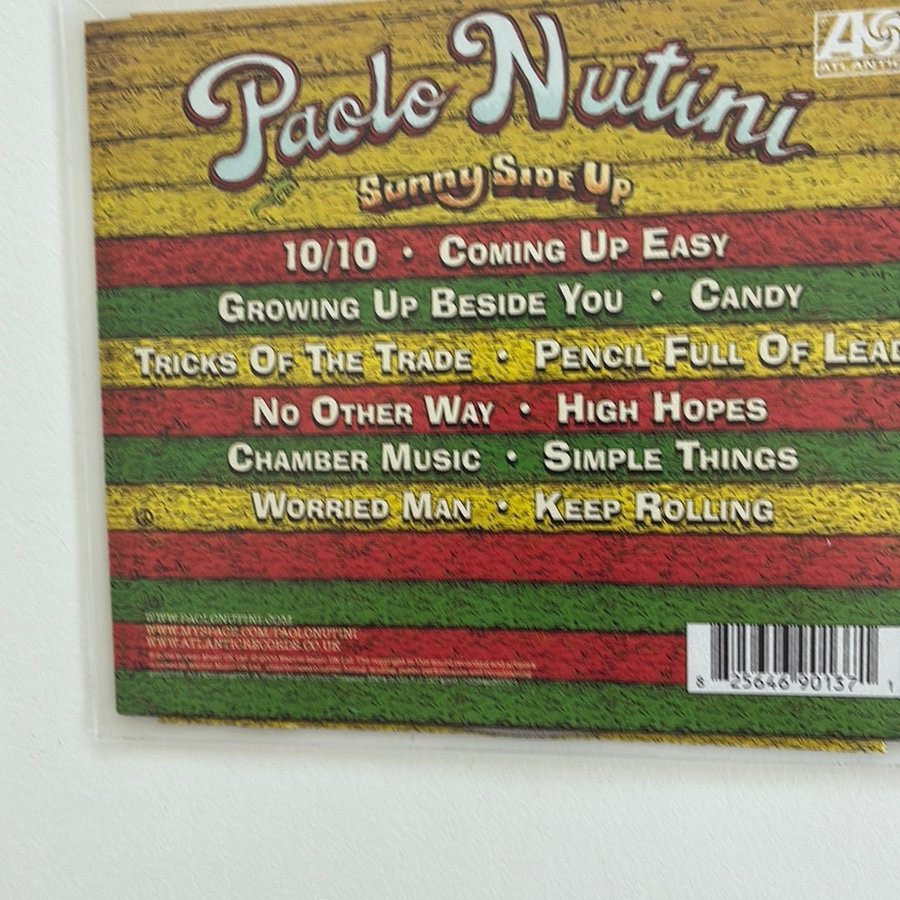 Paolo Nutini
ATLANTIC
Sunny Side Up
10/10 • Coming Up Easy
Growing Up Beside You • Candy
Tricks Of The Trade • Pencil Full Of Lead
No Other Way • High Hopes
Chamber Music • Simple Things
Worried Man • Keep Rolling
WWW.PAOLONUTINI.COM
WWW.MYSPACE.COM/PAOLONUTINI
WWW.ATLANTICRECORDS.CO.UK
8 25646 90137 1